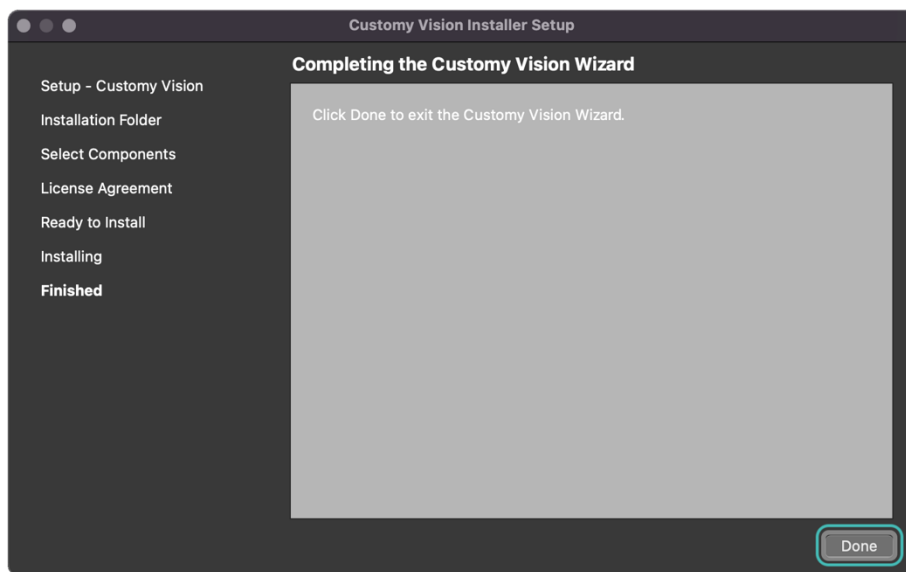 Customy Vision Installer Setup
Setup - Customy Vision
Installation Folder
Select Components
License Agreement
Ready to Install
Installing
Finished
Completing the Customy Vision Wizard
Click Done to exit the Customy Vision Wizard.
Done